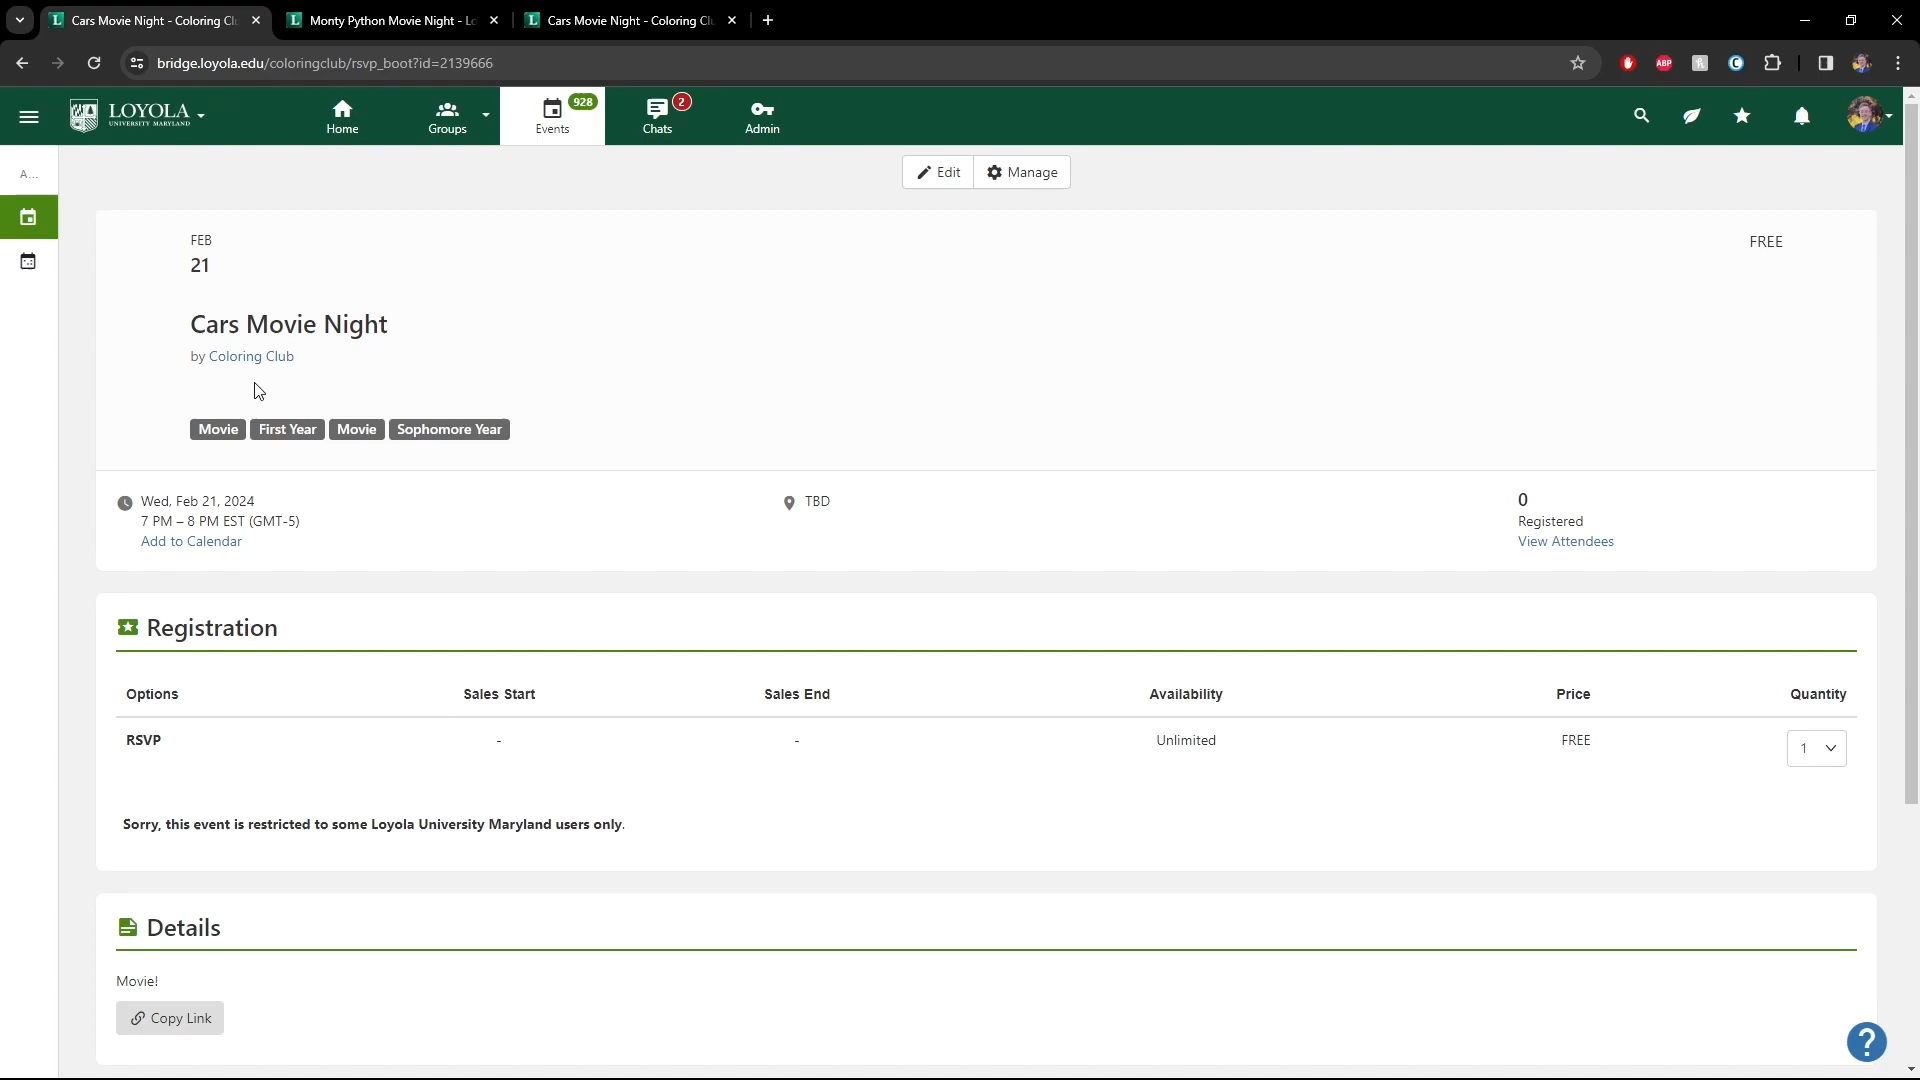 Cars Movie Night - Coloring Cl
Monty Python Movie Night - Lo
Cars Movie Night - Coloring Cl
bridge.loyola.edu/coloringclub/rsvp_boot?id=2139666
ABP
LOYOLA
UNIVERSITY MARYLAND
Home
Groups
Events
928
Chats
2
Admin
A...
Edit
Manage
FEB
21
FREE
Cars Movie Night
by Coloring Club
Movie First Year Movie Sophomore Year
Wed, Feb 21, 2024
7 PM – 8 PM EST (GMT-5)
Add to Calendar
TBD
0
Registered
View Attendees
Registration
Options Sales Start Sales End Availability Price Quantity
RSVP - - Unlimited FREE 1
Sorry, this event is restricted to some Loyola University Maryland users only.
Details
Movie!
Copy Link
?